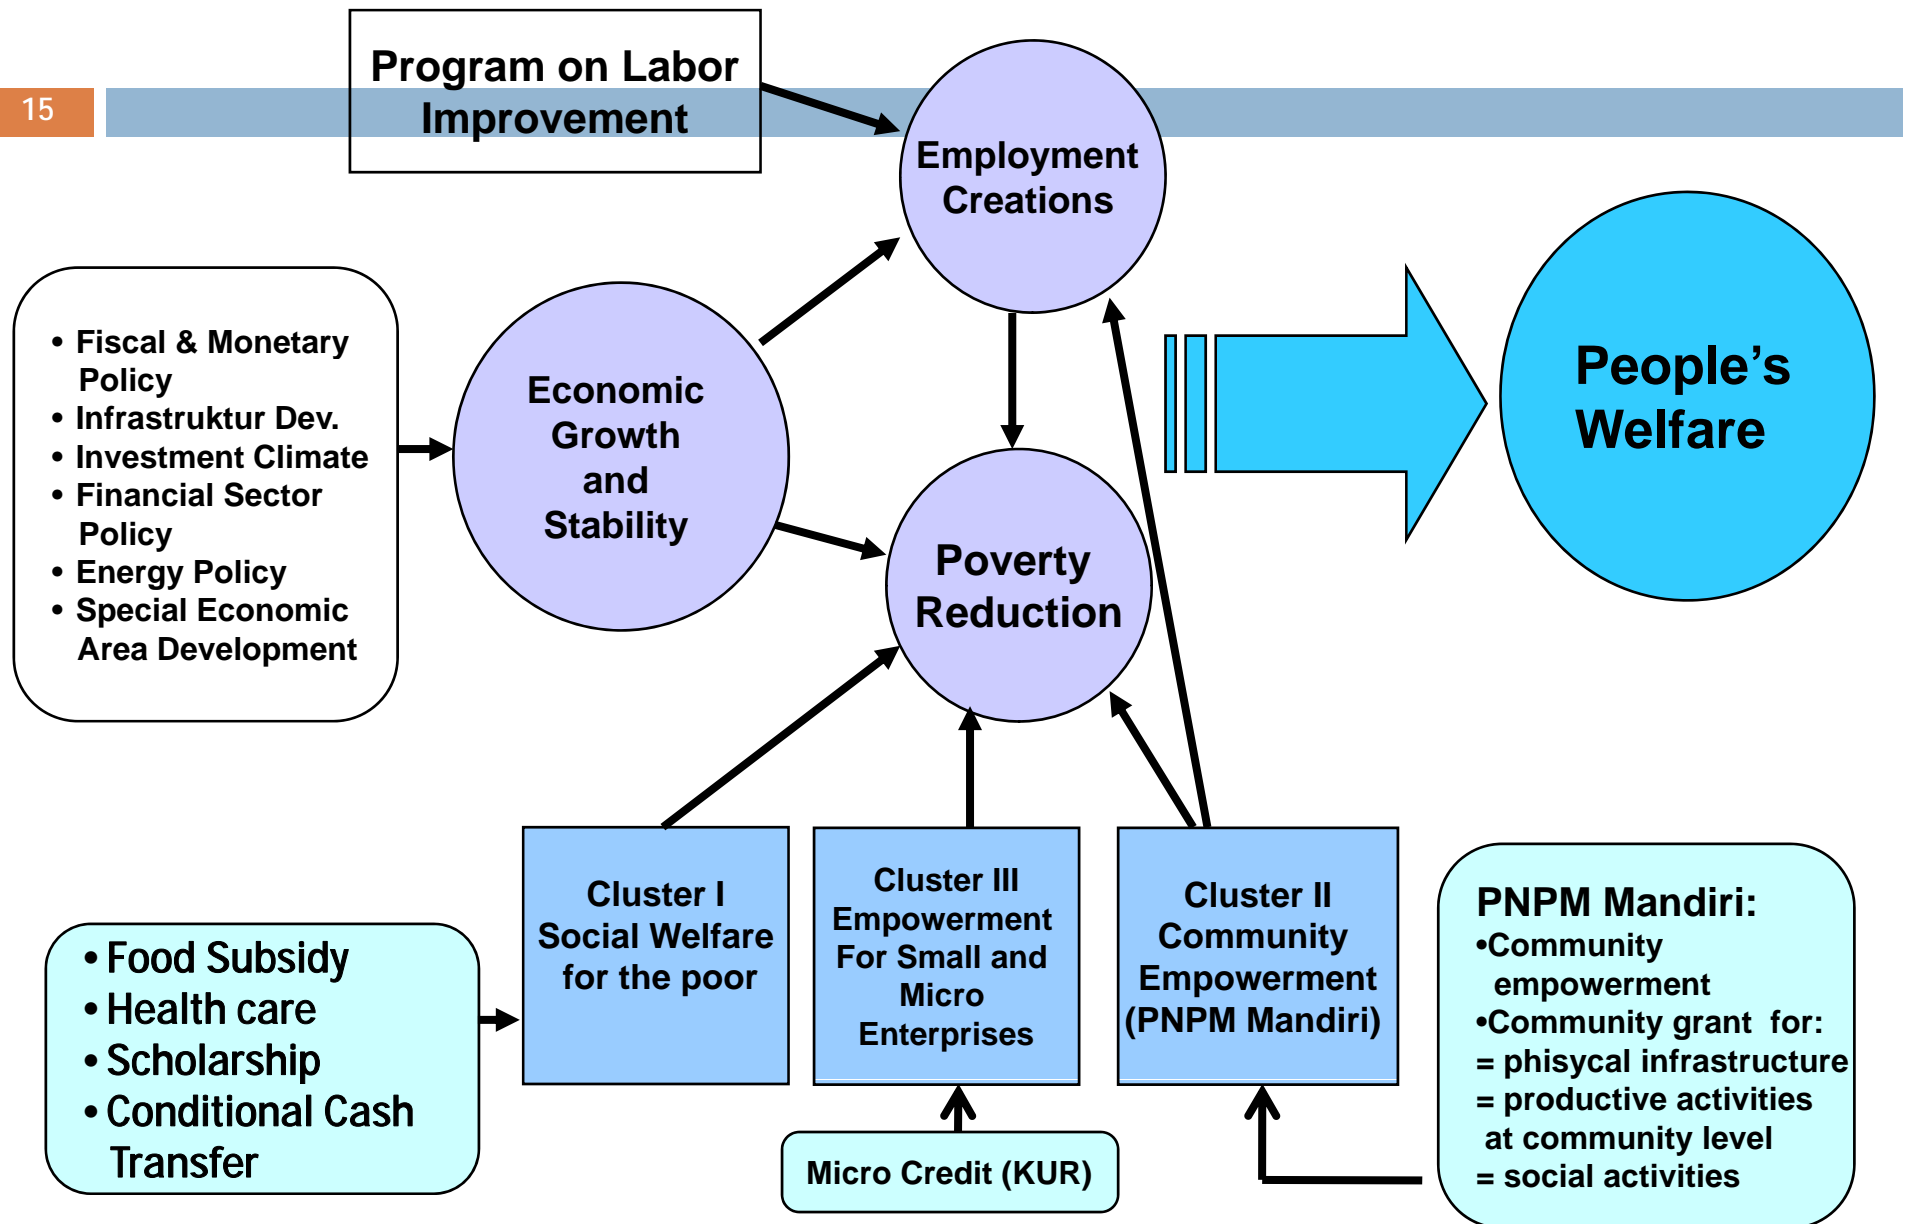 15
Program on Labor
Improvement
Employment
Creations
• Fiscal & Monetary
Policy
• Infrastruktur Dev.
• Investment Climate
• Financial Sector
Policy
• Energy Policy
• Special Economic
Area Development
Economic
Growth
and
Stability
People’s
Welfare
Poverty
Reduction
Cluster I
Social Welfare
for the poor
Cluster III
Empowerment
For Small and
Micro
Enterprises
Cluster II
Community
Empowerment
(PNPM Mandiri)
• Food Subsidy
• Health care
• Scholarship
• Conditional Cash
Transfer
Micro Credit (KUR)
PNPM Mandiri:
•Community
empowerment
•Community grant for:
= phisycal infrastructure
= productive activities
at community level
= social activities